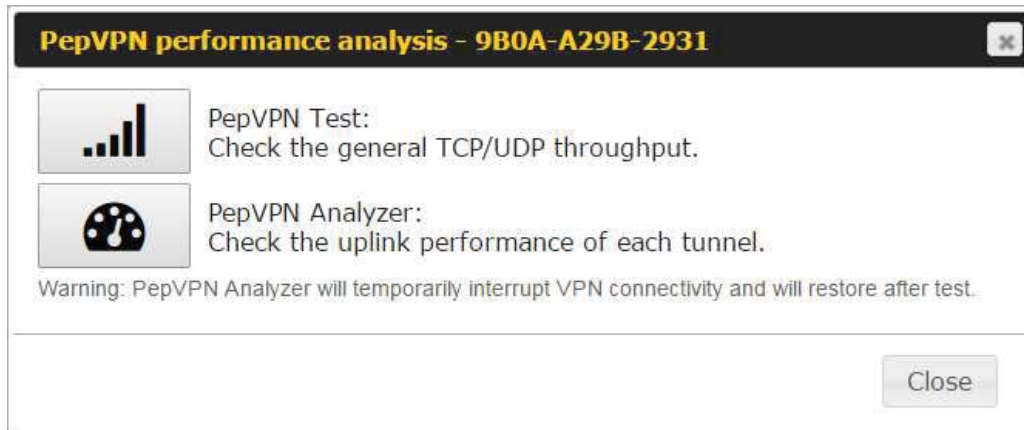 PepVPN performance analysis - 9B0A-A29B-2931
PepVPN Test:
Check the general TCP/UDP throughput.
PepVPN Analyzer:
Check the uplink performance of each tunnel.
Warning: PepVPN Analyzer will temporarily interrupt VPN connectivity and will restore after test.
Close